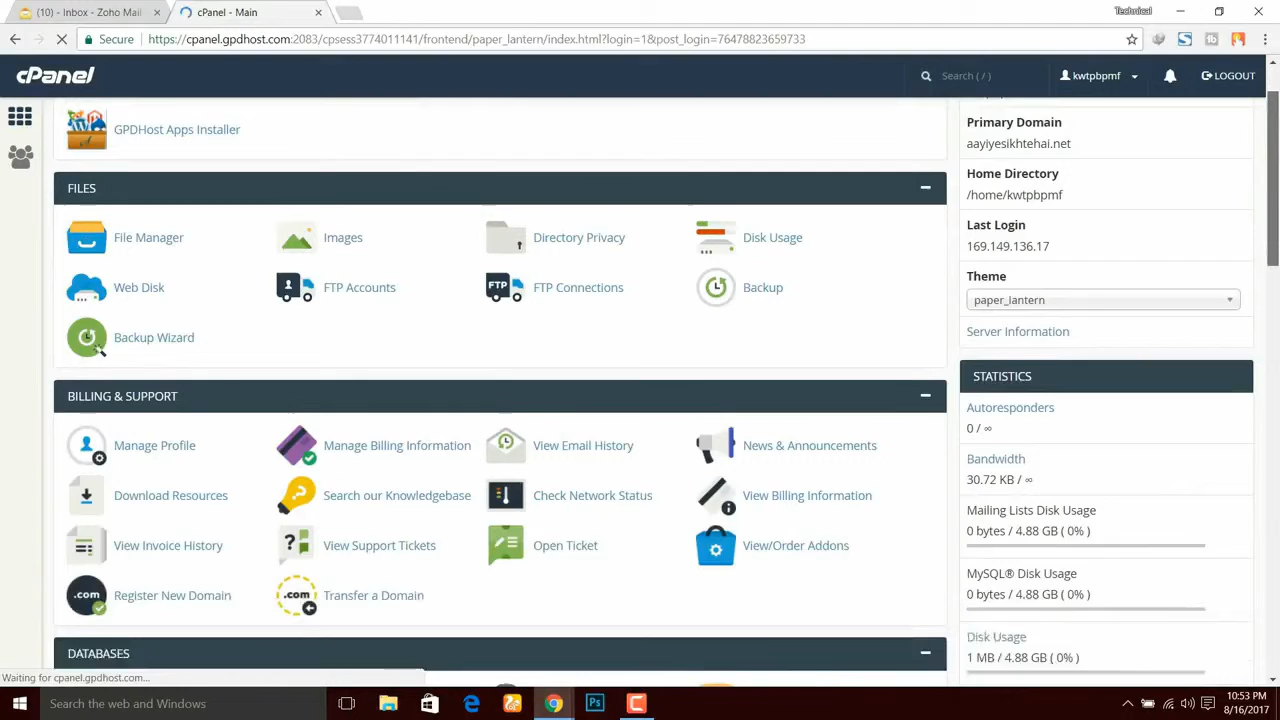 (10) - Inbox - Zoho Mail
cPanel - Main
Technical
Secure https://cpanel.gpdhost.com:2083/cpsess3774011141/frontend/paper_lantern/index.html?login=1&post_login=76478823659733
cPanel
Search ( / )
kwtpbpmf
LOGOUT
GPDHost Apps Installer
FILES
File Manager
Images
Directory Privacy
Disk Usage
Web Disk
FTP Accounts
FTP
FTP Connections
Backup
Backup Wizard
BILLING & SUPPORT
Manage Profile
Manage Billing Information
View Email History
News & Announcements
Download Resources
Search our Knowledgebase
Check Network Status
View Billing Information
View Invoice History
View Support Tickets
Open Ticket
View/Order Addons
.com
Register New Domain
.com
Transfer a Domain
DATABASES
Primary Domain
aayiyesikhtehai.net
Home Directory
/home/kwtpbpmf
Last Login
169.149.136.17
Theme
paper_lantern
Server Information
STATISTICS
Autoresponders
0 / ∞
Bandwidth
30.72 KB / ∞
Mailing Lists Disk Usage
0 bytes / 4.88 GB ( 0% )
MySQL® Disk Usage
0 bytes / 4.88 GB ( 0% )
Disk Usage
1 MB / 4.88 GB ( 0% )
Waiting for cpanel.gpdhost.com...
Search the web and Windows
Ps
10:53 PM
8/16/2017